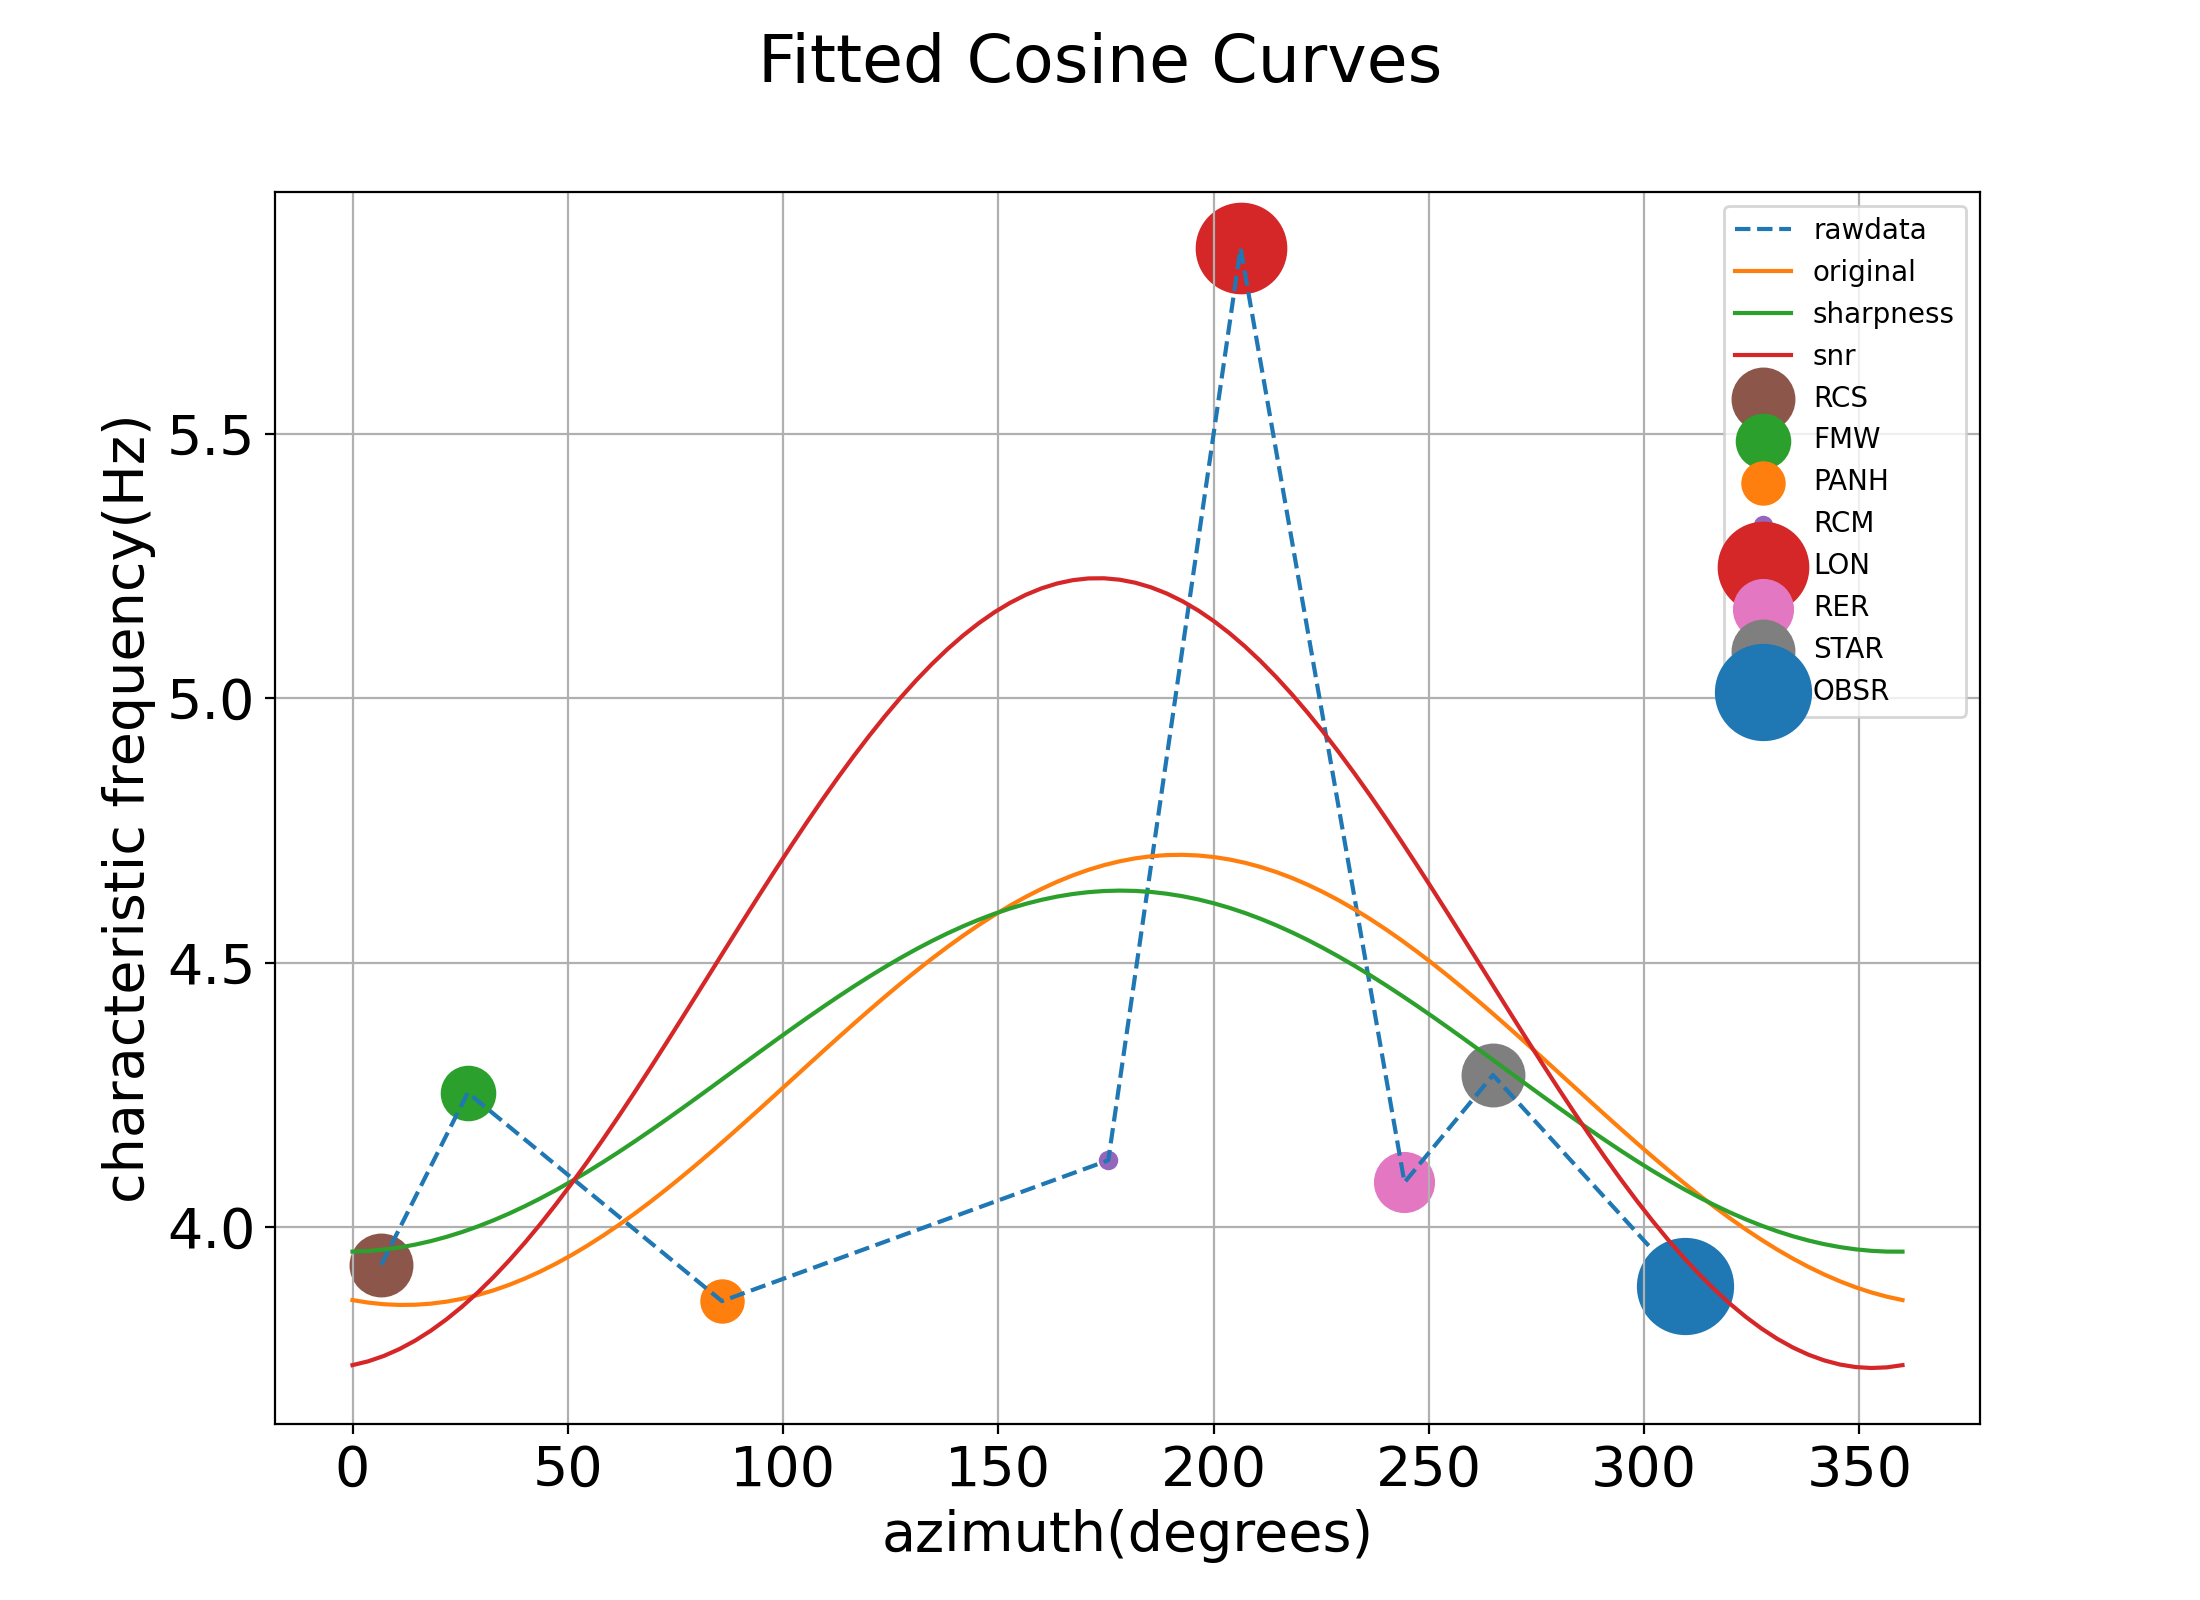 Fitted Cosine Curves
rawdata
original
sharpness
snr
RCS
FMW
PANH
RCM
LON
RER
STAR
OBSR
characteristic frequency(Hz)
5.5
5.0
4.5
4.0
0 50 100 150 200 250 300 350
azimuth(degrees)